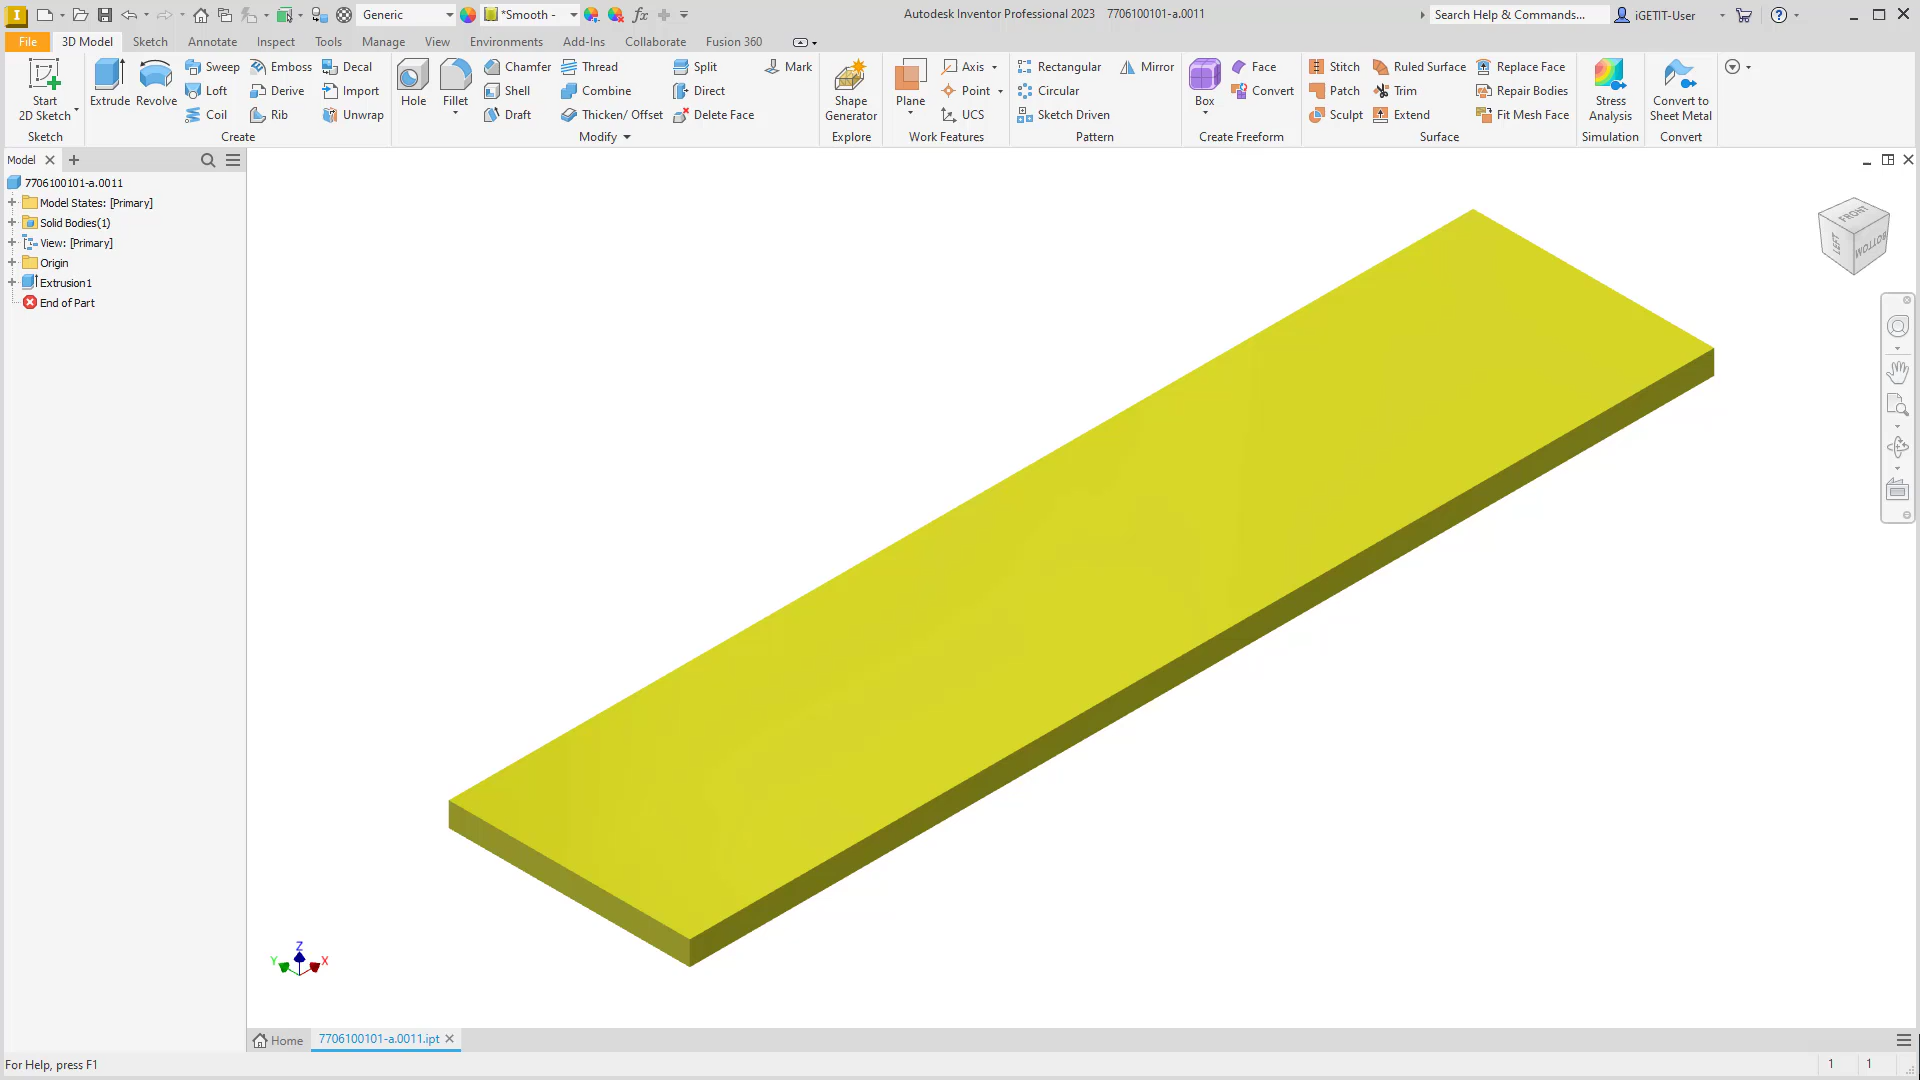 Generic
*Smooth -
fx
Autodesk Inventor Professional 2023 7706100101-a.0011
Search Help & Commands...
iGETIT-User
File 3D Model Sketch Annotate Inspect Tools Manage View Environments Add-Ins Collaborate Fusion 360
Start
2D Sketch
Sketch
Extrude
Revolve
Sweep
Loft
Coil
Emboss
Derive
Rib
Decal
Import
Unwrap
Create
Hole
Fillet
Chamfer
Shell
Draft
Thread
Combine
Thicken/ Offset
Split
Direct
Delete Face
Mark
Modify
Shape
Generator
Explore
Plane
Axis
Point
UCS
Work Features
Rectangular
Circular
Sketch Driven
Mirror
Pattern
Box
Face
Convert
Create Freeform
Stitch
Patch
Sculpt
Ruled Surface
Trim
Extend
Replace Face
Repair Bodies
Fit Mesh Face
Surface
Stress
Analysis
Simulation
Convert to
Sheet Metal
Convert
Model
7706100101-a.0011
Model States: [Primary]
Solid Bodies(1)
View: [Primary]
Origin
Extrusion1
End of Part
FRONT
LEFT
BOTTOM
Z
Y
X
Home
7706100101-a.0011.ipt
For Help, press F1
1 1